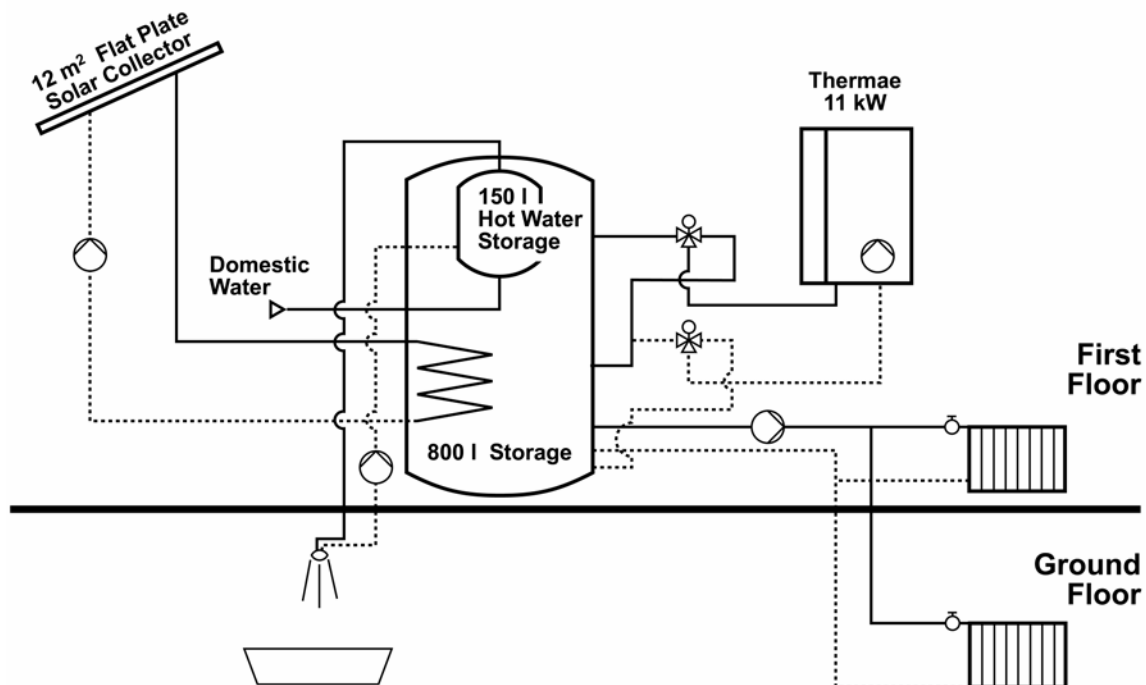 12 m² Flat Plate
Solar Collector
Thermae
11 kW
150 l
Hot Water
Storage
Domestic
Water
First
Floor
800 l Storage
Ground
Floor